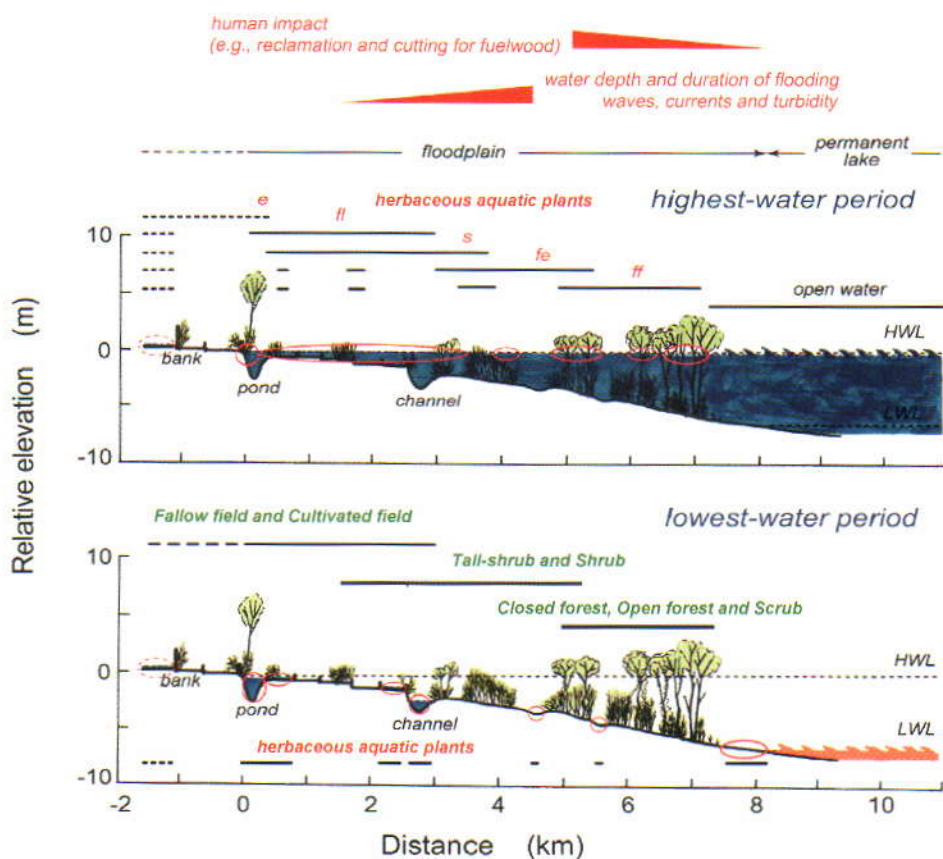 human impact
(e.g., reclamation and cutting for fuelwood)
water depth and duration of flooding
waves, currents and turbidity
floodplain
permanent
lake
e
herbaceous aquatic plants
highest-water period
fl
s
fe
ff
open water
10
0
-10
HWL
LWL
bank
pond
channel
Relative elevation (m)
Fallow field and Cultivated field
lowest-water period
Tall-shrub and Shrub
Closed forest, Open forest and Scrub
10
0
-10
HWL
LWL
bank
pond
channel
herbaceous aquatic plants
-2
0
2
4
6
8
10
Distance (km)